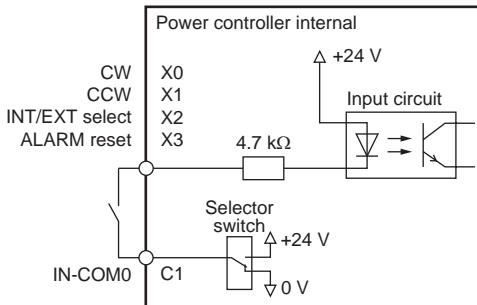 Power controller internal
+24 V
CW X0
CCW X1
INT/EXT select X2
ALARM reset X3
Input circuit
4.7 kΩ
Selector
switch
+24 V
IN-COM0 C1
0 V